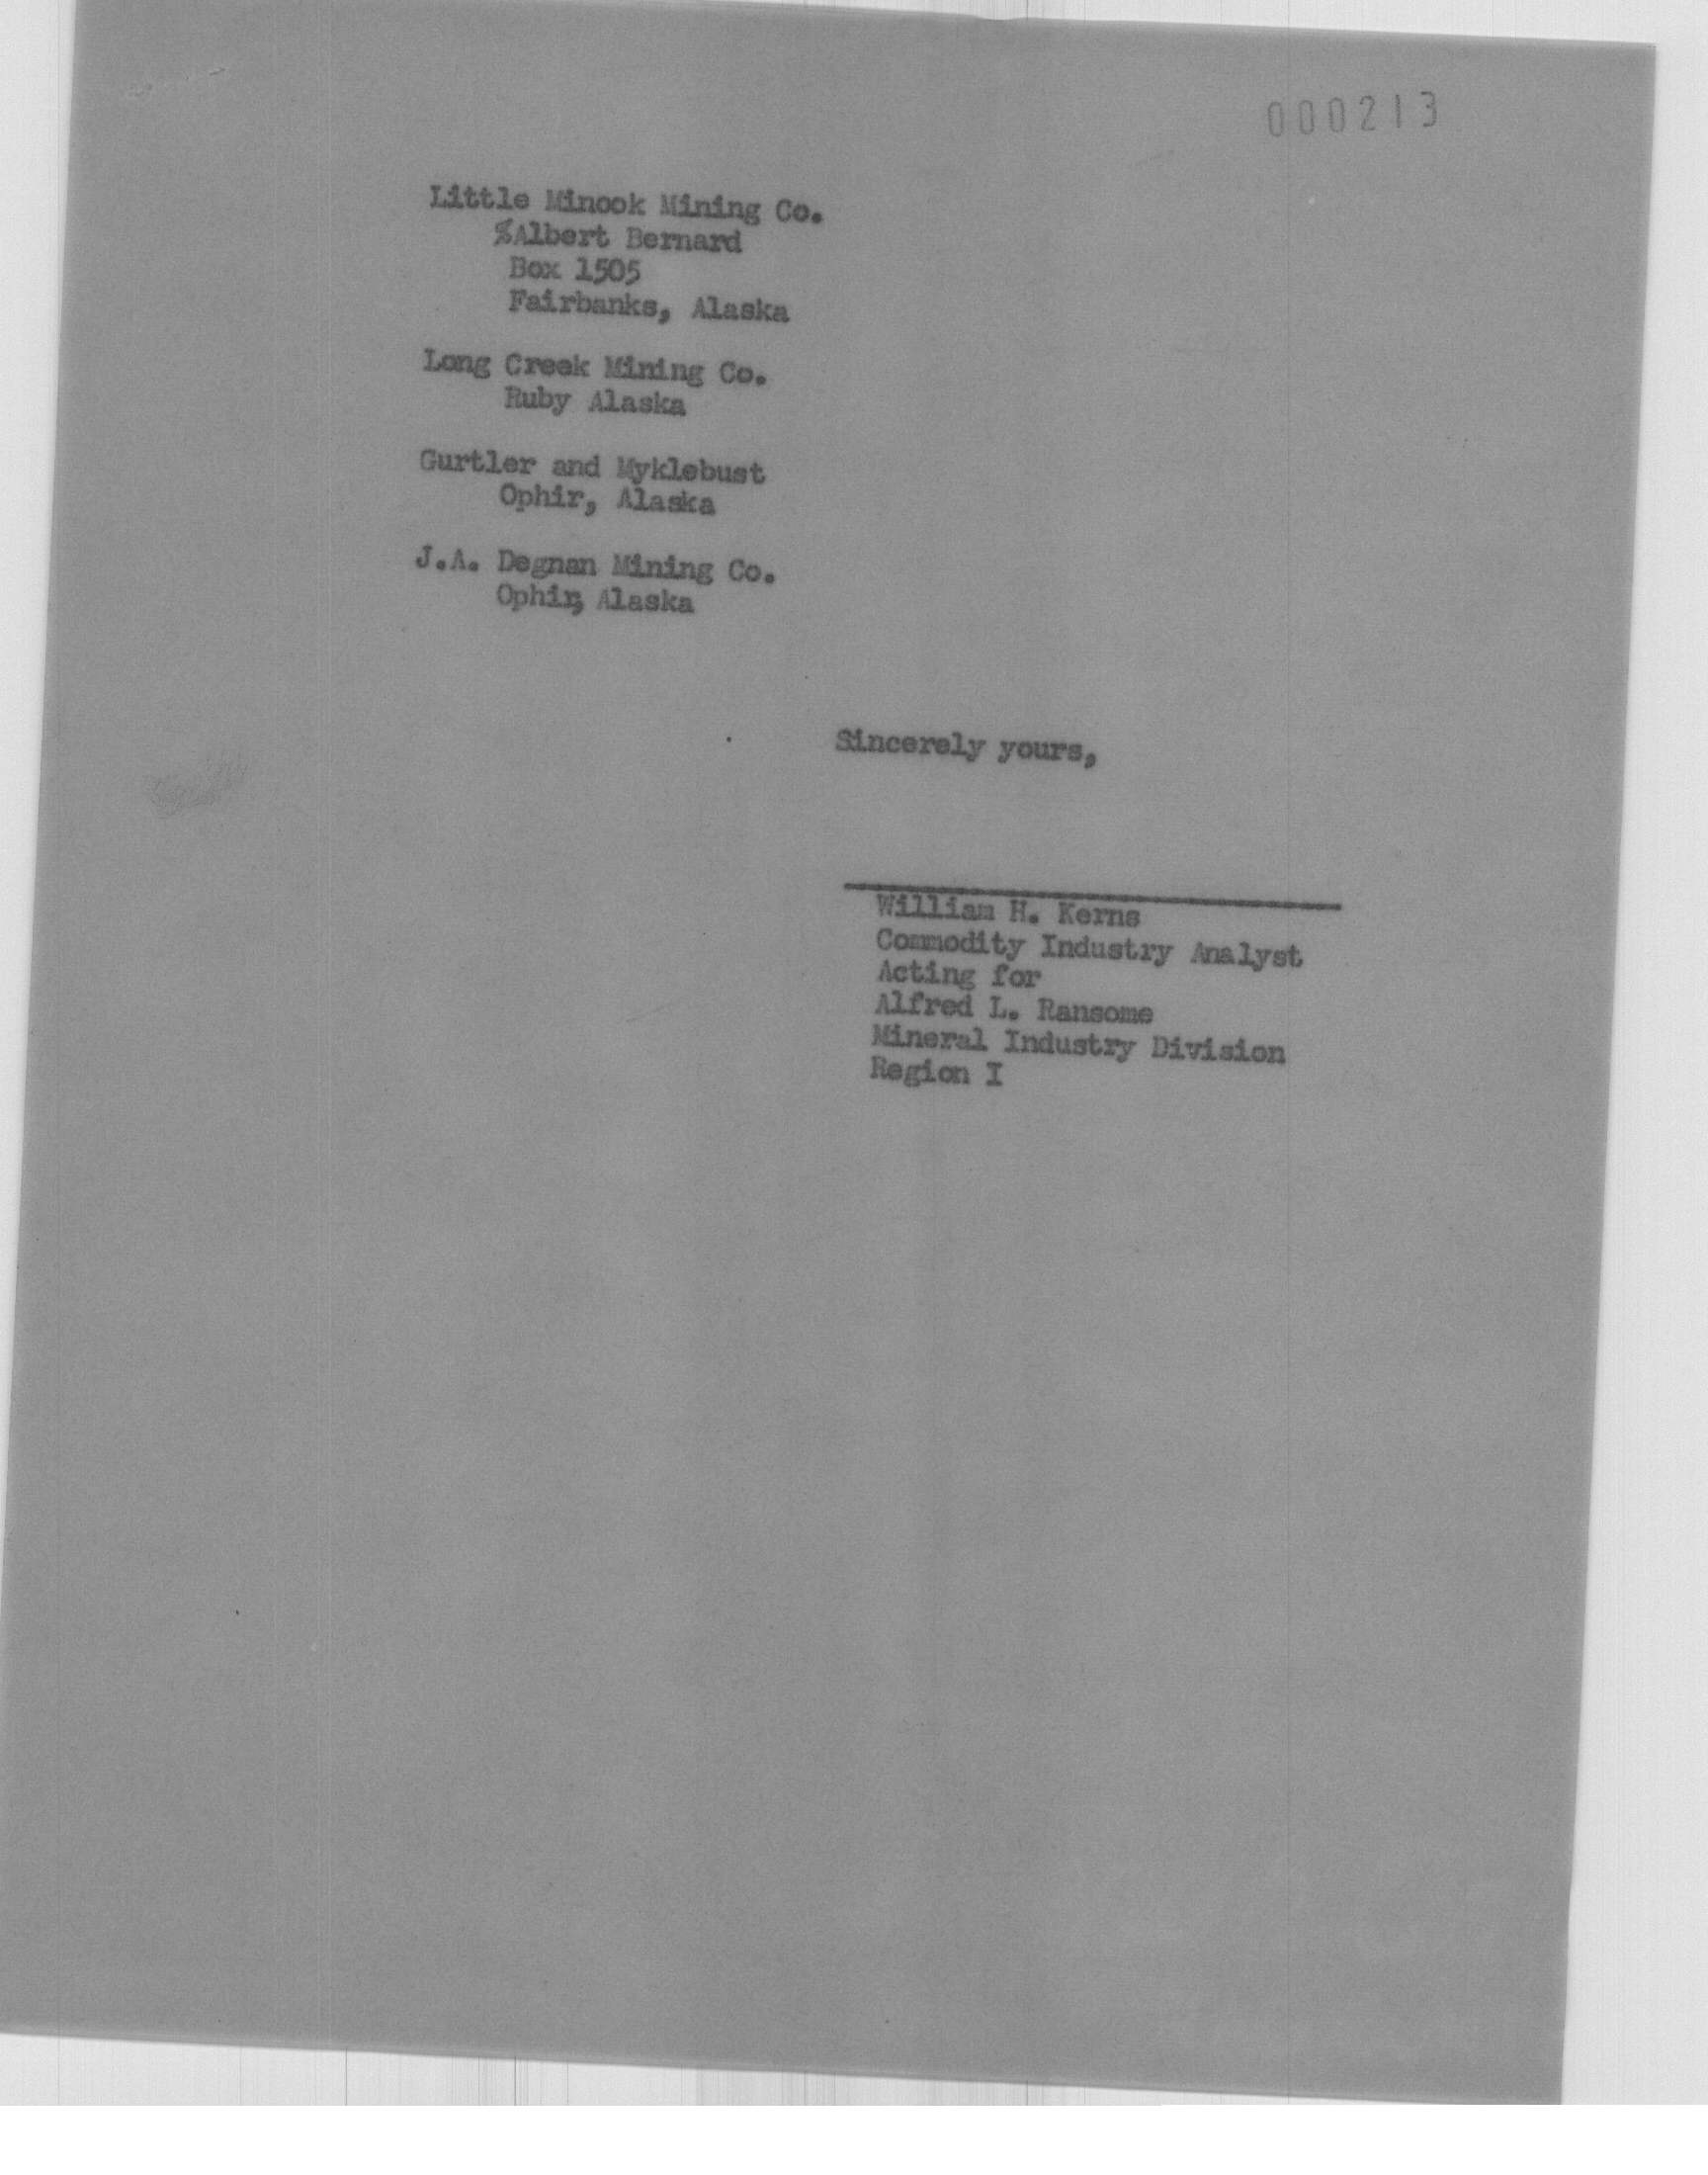 000213
Little Minook Mining Co.
%Albert Bernard
Box 1505
Fairbanks, Alaska
Long Creek Mining Co.
Ruby Alaska
Gurtler and Myklebust
Ophir, Alaska
J.A. Degnan Mining Co.
Ophir, Alaska
Sincerely yours,
William H. Kerns
Commodity Industry Analyst
Acting for
Alfred L. Ransome
Mineral Industry Division
Region I